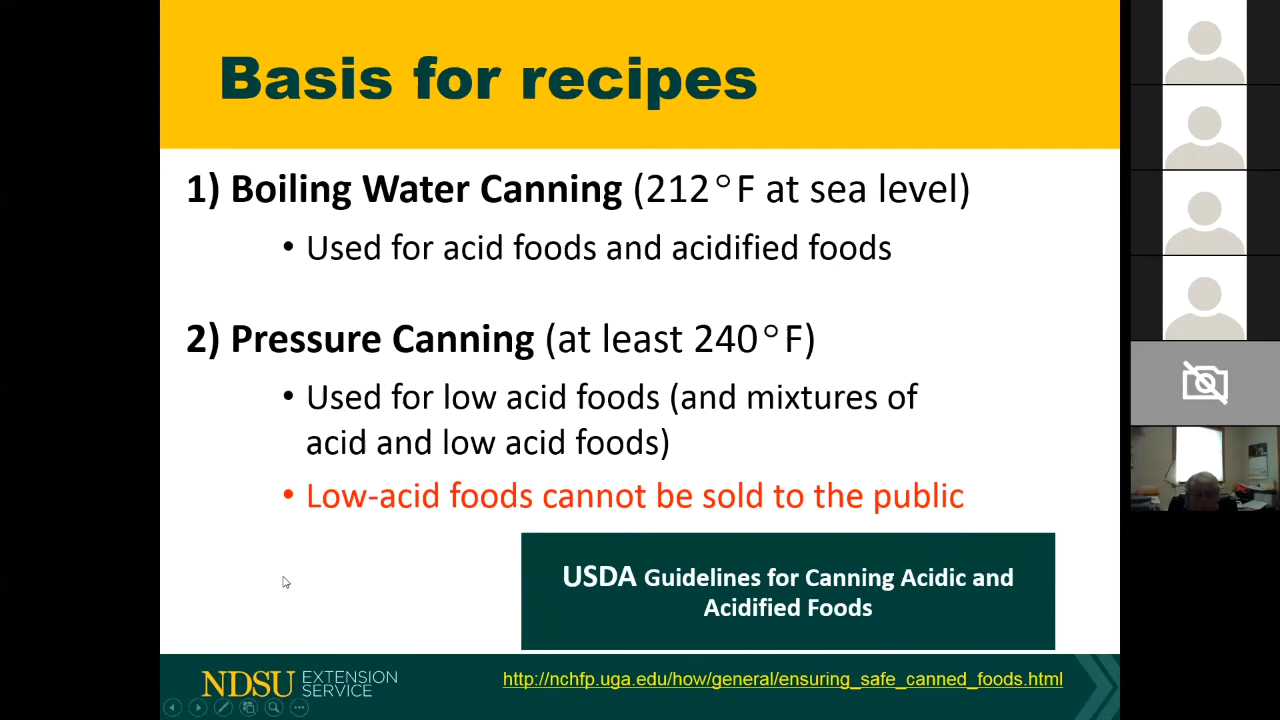 Basis for recipes
1) Boiling Water Canning (212°F at sea level)
• Used for acid foods and acidified foods
2) Pressure Canning (at least 240°F)
• Used for low acid foods (and mixtures of
acid and low acid foods)
• Low-acid foods cannot be sold to the public
USDA Guidelines for Canning Acidic and
Acidified Foods
NDSU EXTENSION
SERVICE
http://nchfp.uga.edu/how/general/ensuring_safe_canned_foods.html